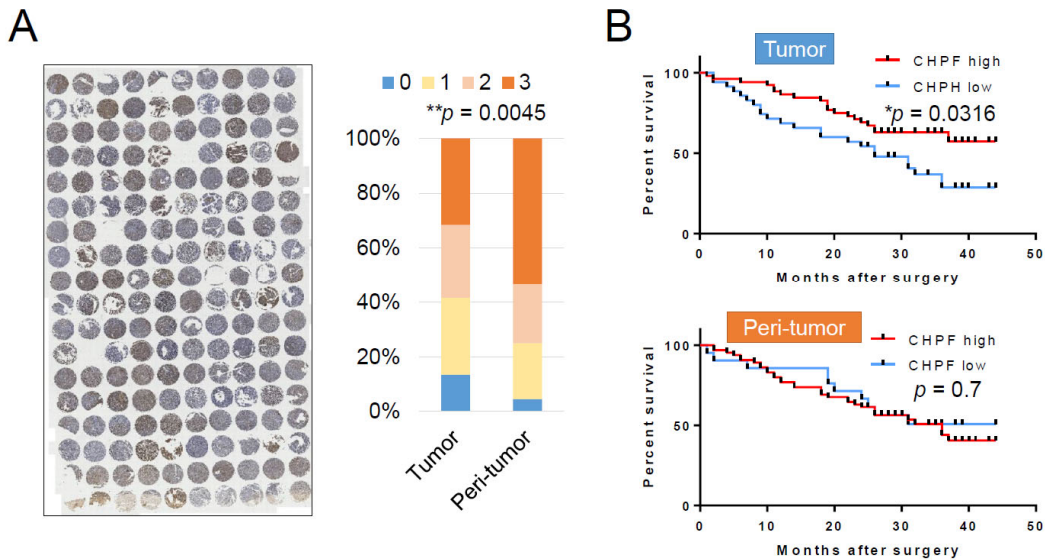 A
0 1 2 3
**p = 0.0045
100%
80%
60%
40%
20%
0%
Tumor
Peri-tumor
B
Tumor
CHPF high
CHPH low
*p = 0.0316
Percent survival
100
50
0
0 10 20 30 40 50
Months after surgery
Peri-tumor
CHPF high
CHPF low
p = 0.7
Percent survival
100
50
0
0 10 20 30 40 50
Months after surgery